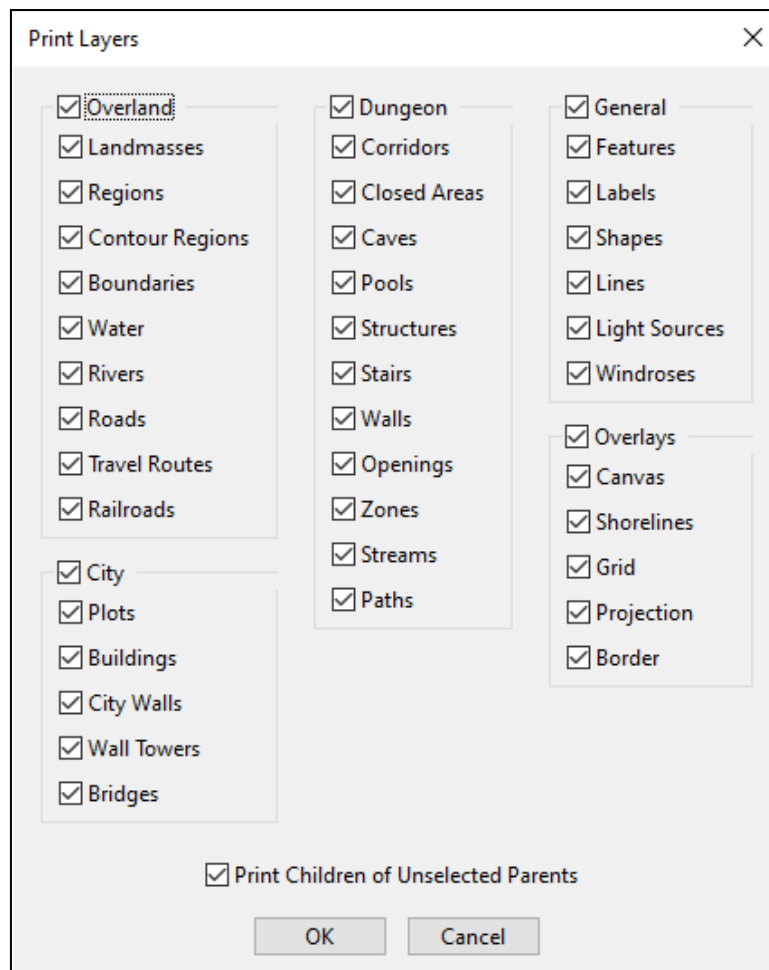 Print Layers
Overland
Landmasses
Regions
Contour Regions
Boundaries
Water
Rivers
Roads
Travel Routes
Railroads
City
Plots
Buildings
City Walls
Wall Towers
Bridges
Dungeon
Corridors
Closed Areas
Caves
Pools
Structures
Stairs
Walls
Openings
Zones
Streams
Paths
General
Features
Labels
Shapes
Lines
Light Sources
Windroses
Overlays
Canvas
Shorelines
Grid
Projection
Border
Print Children of Unselected Parents
OK
Cancel